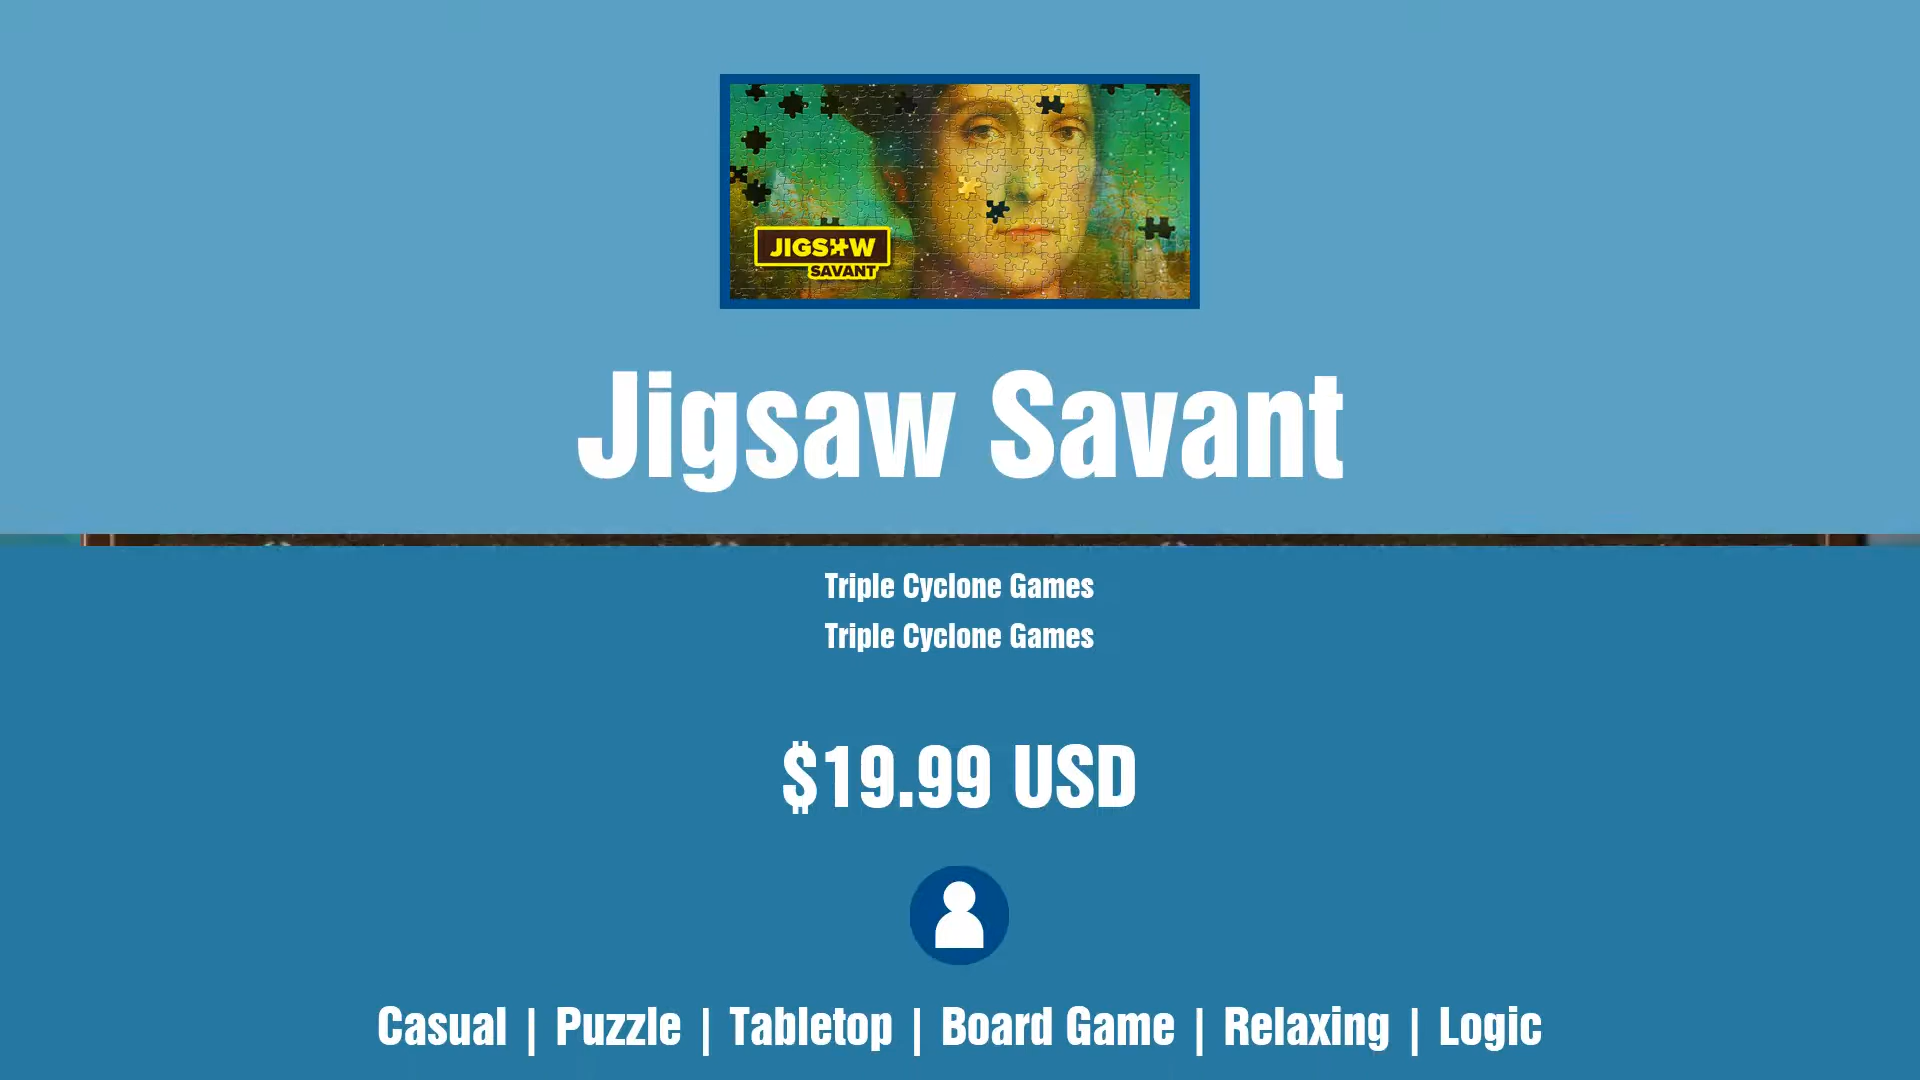 JIGSAW
SAVANT
Jigsaw Savant
Triple Cyclone Games
Triple Cyclone Games
$19.99 USD
Casual | Puzzle | Tabletop | Board Game | Relaxing | Logic